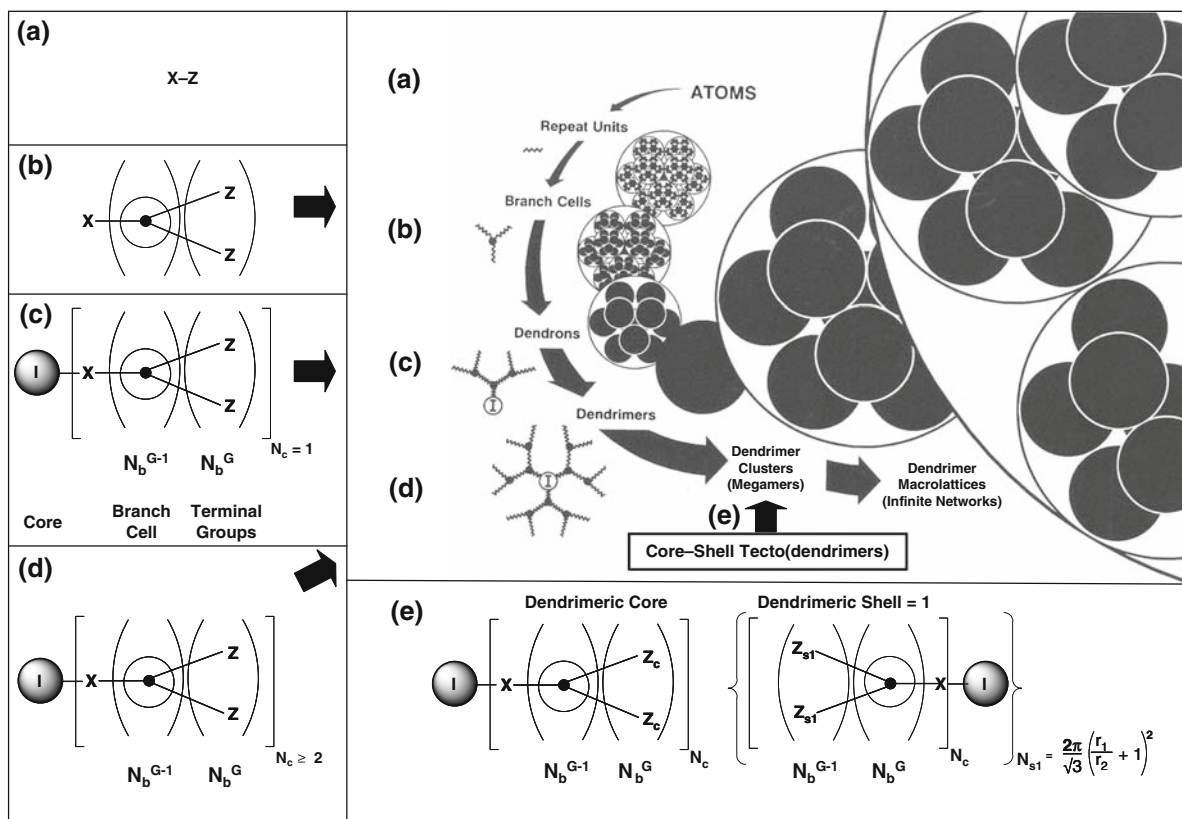 (a)
X–Z
(b)
X
Z
Z
(c)
I
X
Z
Z
N_c = 1
N_b^G-1 N_b^G
Core
Branch Cell
Terminal Groups
(d)
I
X
Z
Z
N_c ≥ 2
N_b^G-1 N_b^G
(a)
ATOMS
Repeat Units
Branch Cells
(b)
Dendrons
(c)
I
Dendrimers
(d)
I
Dendrimer
Clusters
(Megamers)
Dendrimer
Macrolattices
(Infinite Networks)
(e)
Core–Shell Tecto(dendrimers)
(e)
Dendrimeric Core
Dendrimeric Shell = 1
I
X
Z_c
Z_c
N_c
N_b^G-1 N_b^G
Z_s1
Z_s1
X
I
N_c
N_b^G-1 N_b^G
N_s1 = 2π/√3 (r_1/r_2 + 1)^2